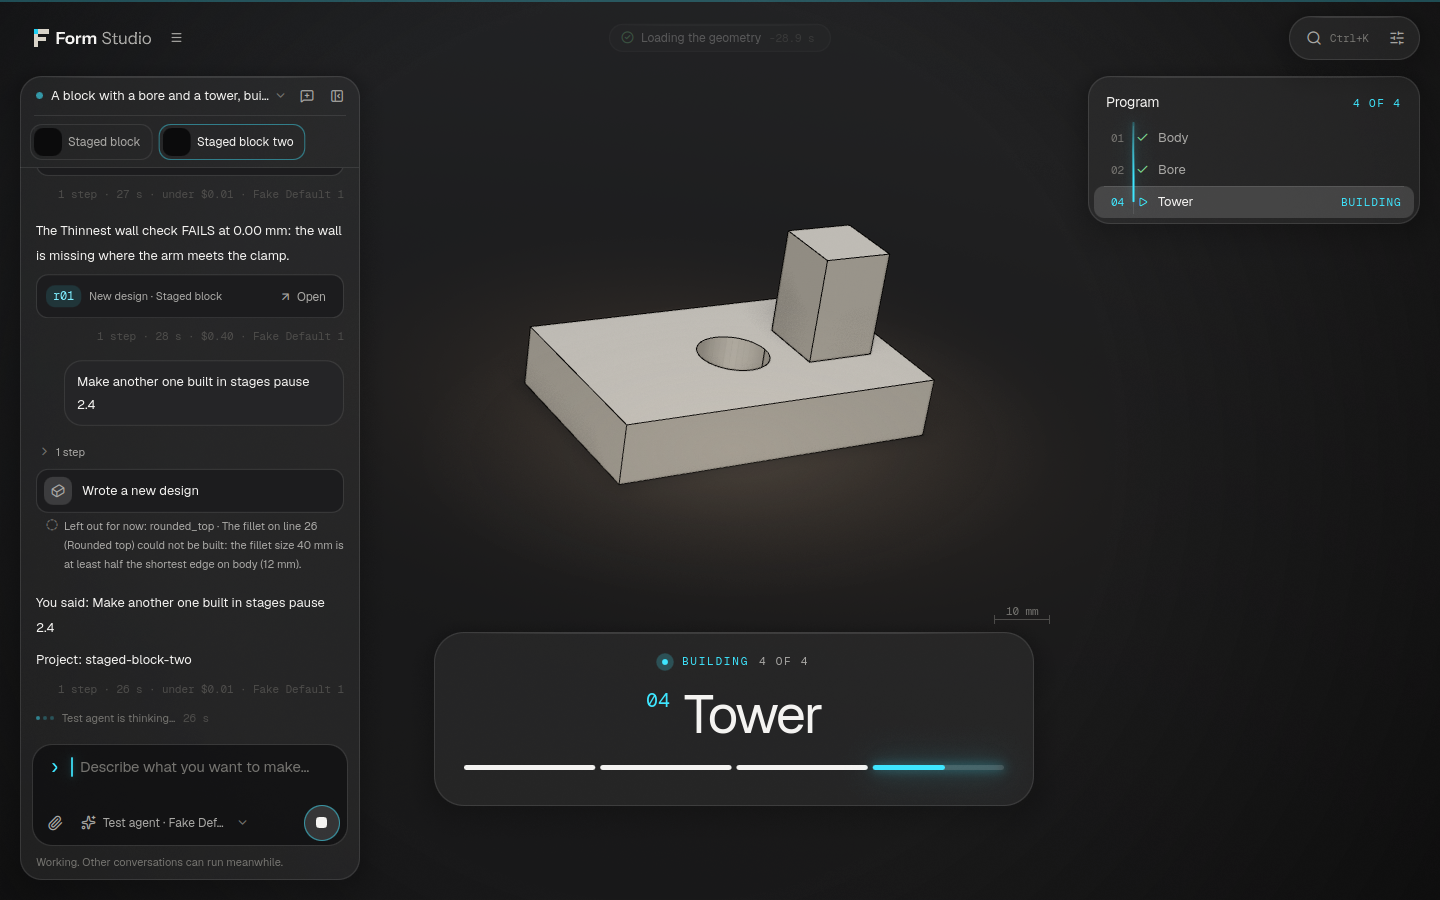 Form Studio
Loading the geometry -28.9 s
Ctrl+K
A block with a bore and a tower, bui...
Staged block
Staged block two
1 step · 27 s · under $0.01 · Fake Default 1
The Thinnest wall check FAILS at 0.00 mm: the wall
is missing where the arm meets the clamp.
r01 New design · Staged block Open
1 step · 28 s · $0.40 · Fake Default 1
Make another one built in stages pause
2.4
1 step
Wrote a new design
Left out for now: rounded_top · The fillet on line 26
(Rounded top) could not be built: the fillet size 40 mm is
at least half the shortest edge on body (12 mm).
You said: Make another one built in stages pause
2.4
Project: staged-block-two
1 step · 26 s · under $0.01 · Fake Default 1
Test agent is thinking... 26 s
Describe what you want to make...
Test agent · Fake Def...
Working. Other conversations can run meanwhile.
10 mm
BUILDING 4 OF 4
04 Tower
Program 4 OF 4
01 Body
02 Bore
04 Tower BUILDING